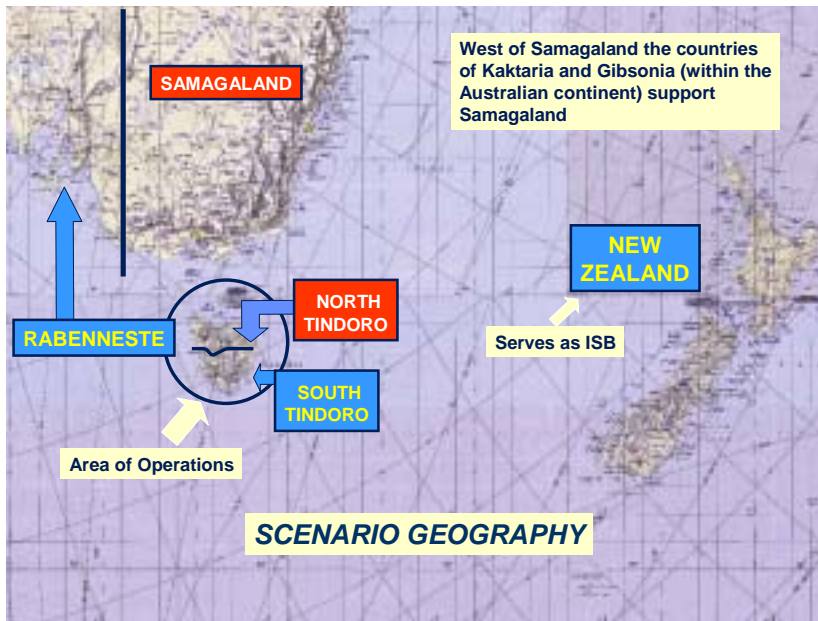 West of Samagaland the countries
of Kaktaria and Gibsonia (within the
Australian continent) support
Samagaland
SAMAGALAND
NEW
ZEALAND
NORTH
TINDORO
RABENNESTE
Serves as ISB
SOUTH
TINDORO
Area of Operations
SCENARIO GEOGRAPHY